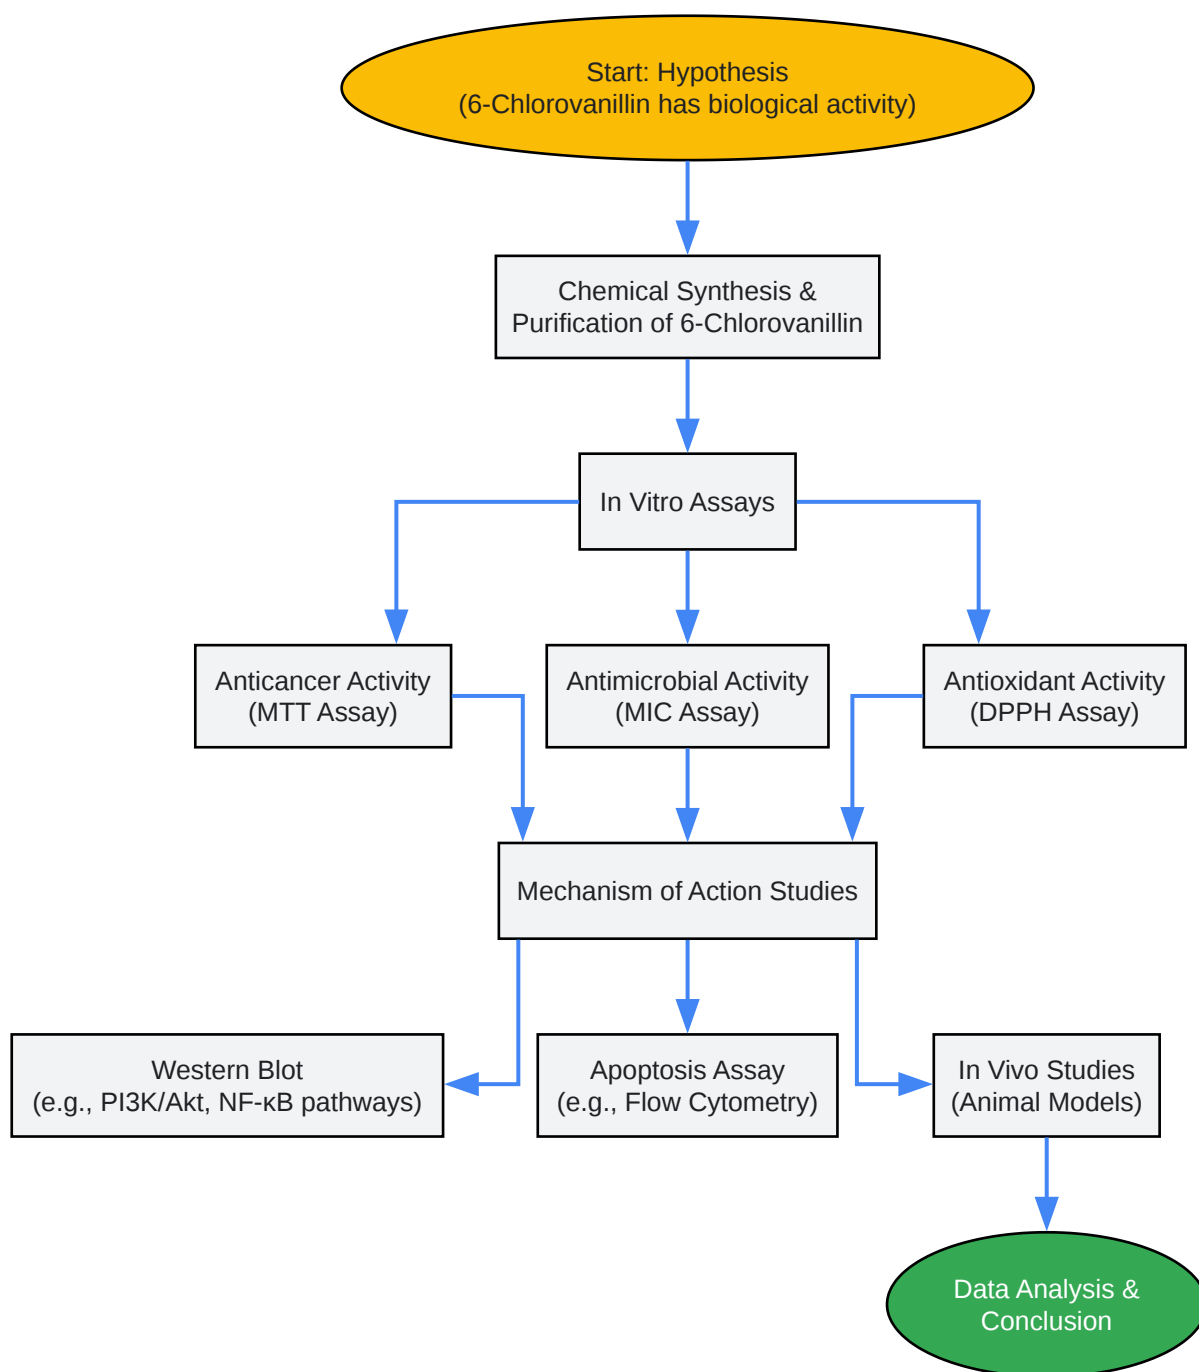 Start: Hypothesis
(6-Chlorovanillin has biological activity)
Chemical Synthesis &
Purification of 6-Chlorovanillin
In Vitro Assays
Anticancer Activity
(MTT Assay)
Antimicrobial Activity
(MIC Assay)
Antioxidant Activity
(DPPH Assay)
Mechanism of Action Studies
Western Blot
(e.g., PI3K/Akt, NF-κB pathways)
Apoptosis Assay
(e.g., Flow Cytometry)
In Vivo Studies
(Animal Models)
Data Analysis &
Conclusion